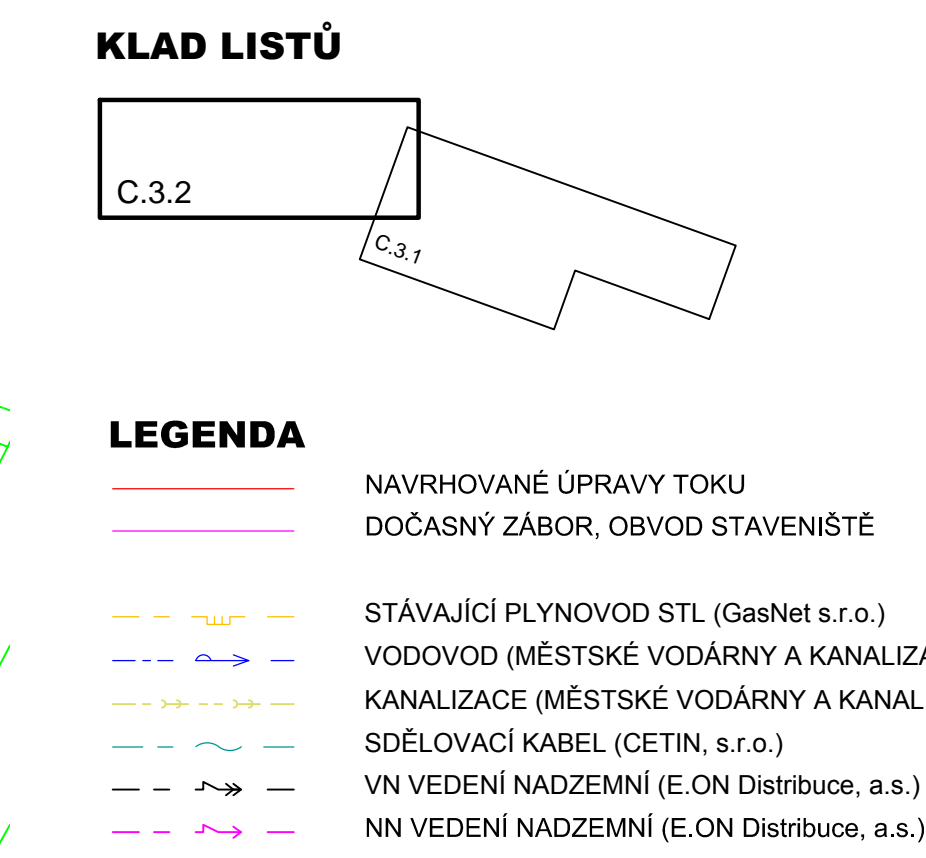 KLAD LISTŮ
C.3.2
C.3.1
LEGENDA
NAVRHOVANÉ ÚPRAVY TOKU
DOČASNÝ ZÁBOR, OBVOD STAVENIŠTĚ
STÁVAJÍCÍ PLYNOVOD STL (GasNet s.r.o.)
VODOVOD (MĚSTSKÉ VODÁRNY A KANALIZA
KANALIZACE (MĚSTSKÉ VODÁRNY A KANAL
SDĚLOVACÍ KABEL (CETIN, s.r.o.)
VN VEDENÍ NADZEMNÍ (E.ON Distribuce, a.s.)
NN VEDENÍ NADZEMNÍ (E.ON Distribuce, a.s.)